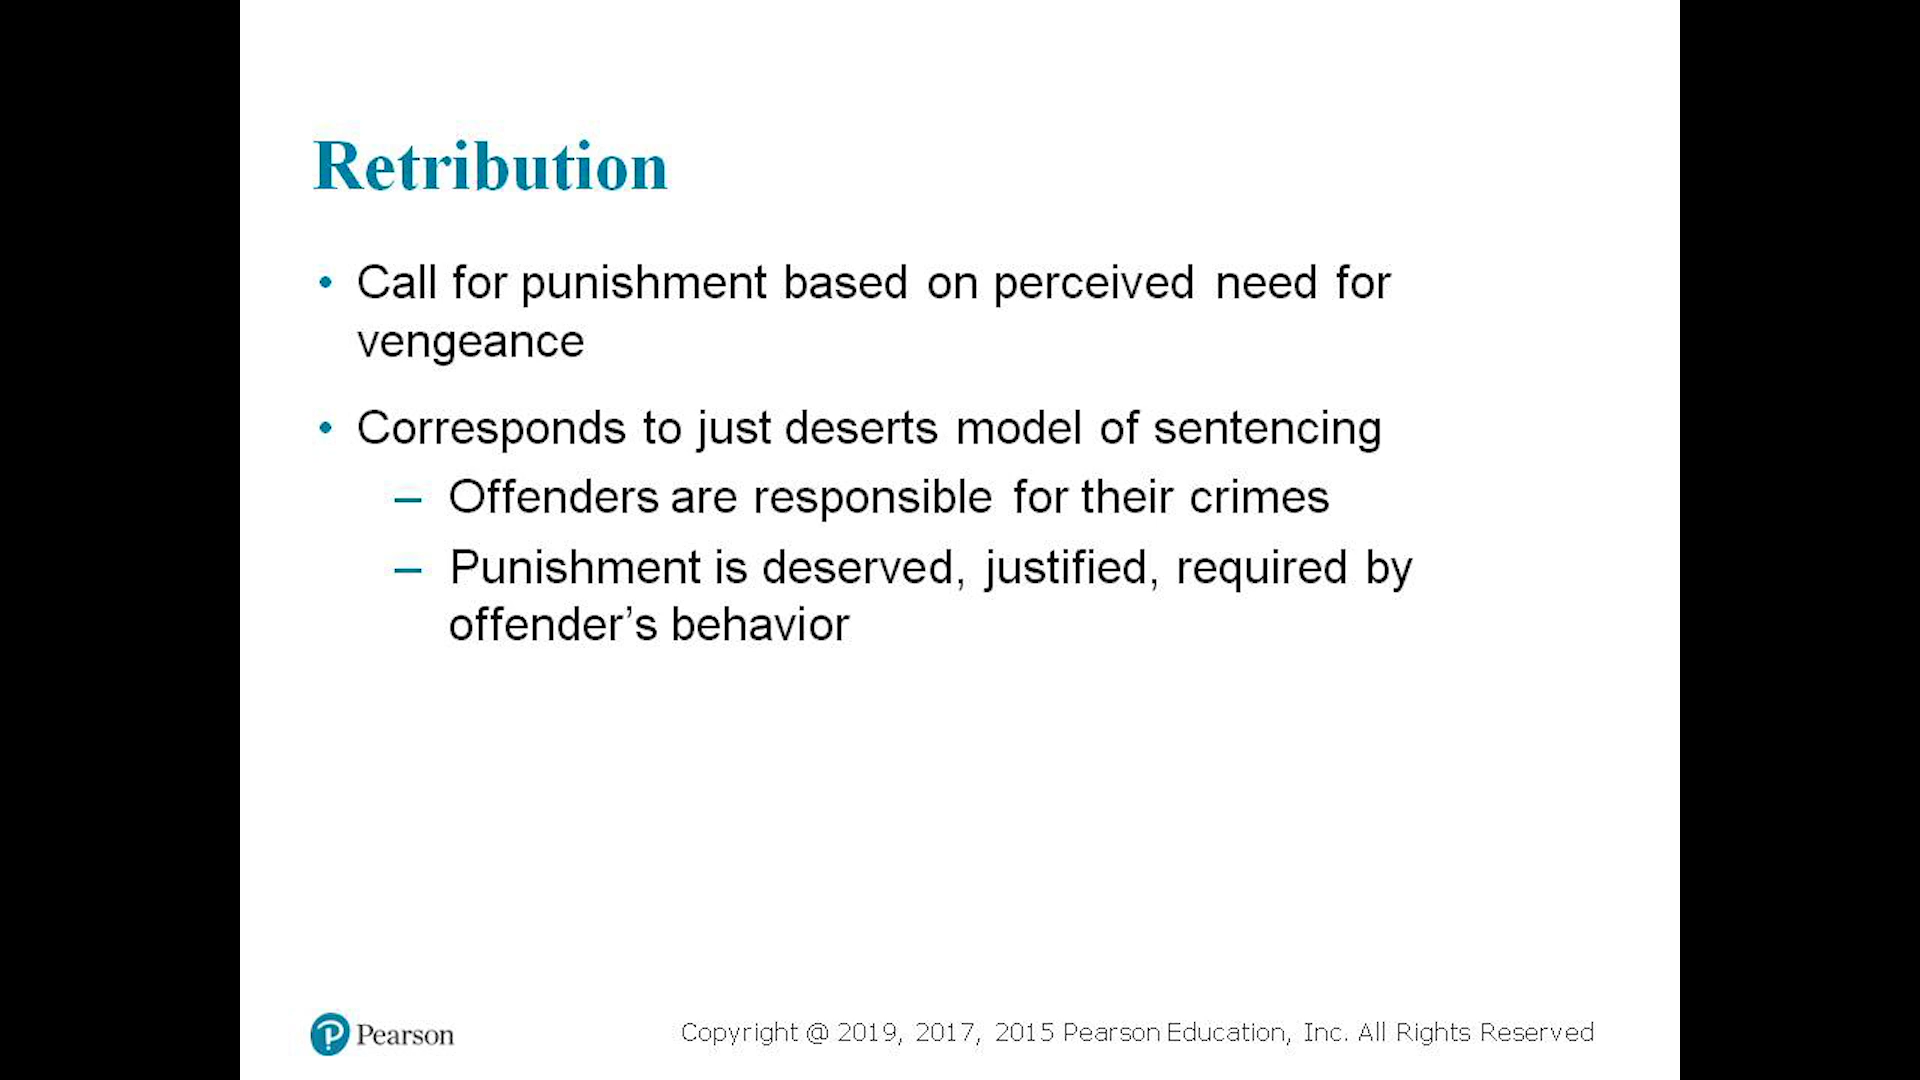 Retribution
• Call for punishment based on perceived need for
vengeance
• Corresponds to just deserts model of sentencing
– Offenders are responsible for their crimes
– Punishment is deserved, justified, required by
offender’s behavior
Pearson
Copyright @ 2019, 2017, 2015 Pearson Education, Inc. All Rights Reserved